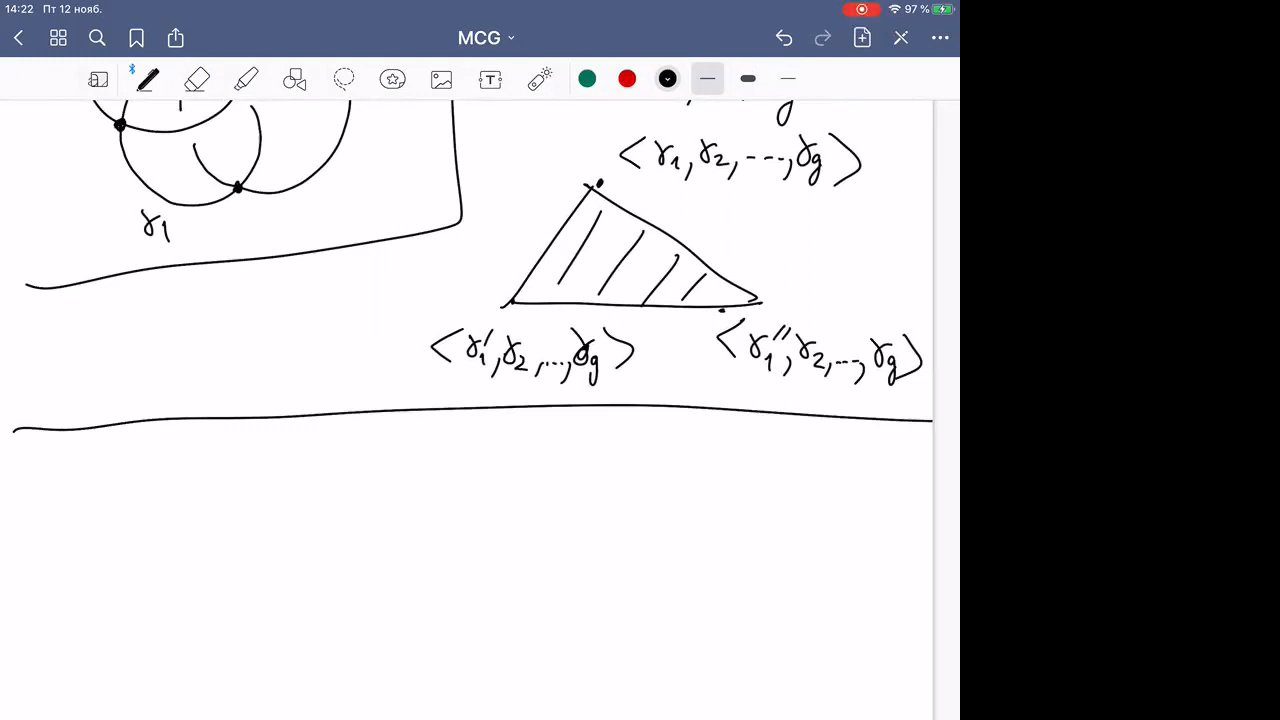 14:22 Пт 12 нояб. 97 %
MCG
T
g
<γ1, γ2, ---, γg>
γ1
<γ1', γ2, ..., γg> <γ1'', γ2, ..., γg>